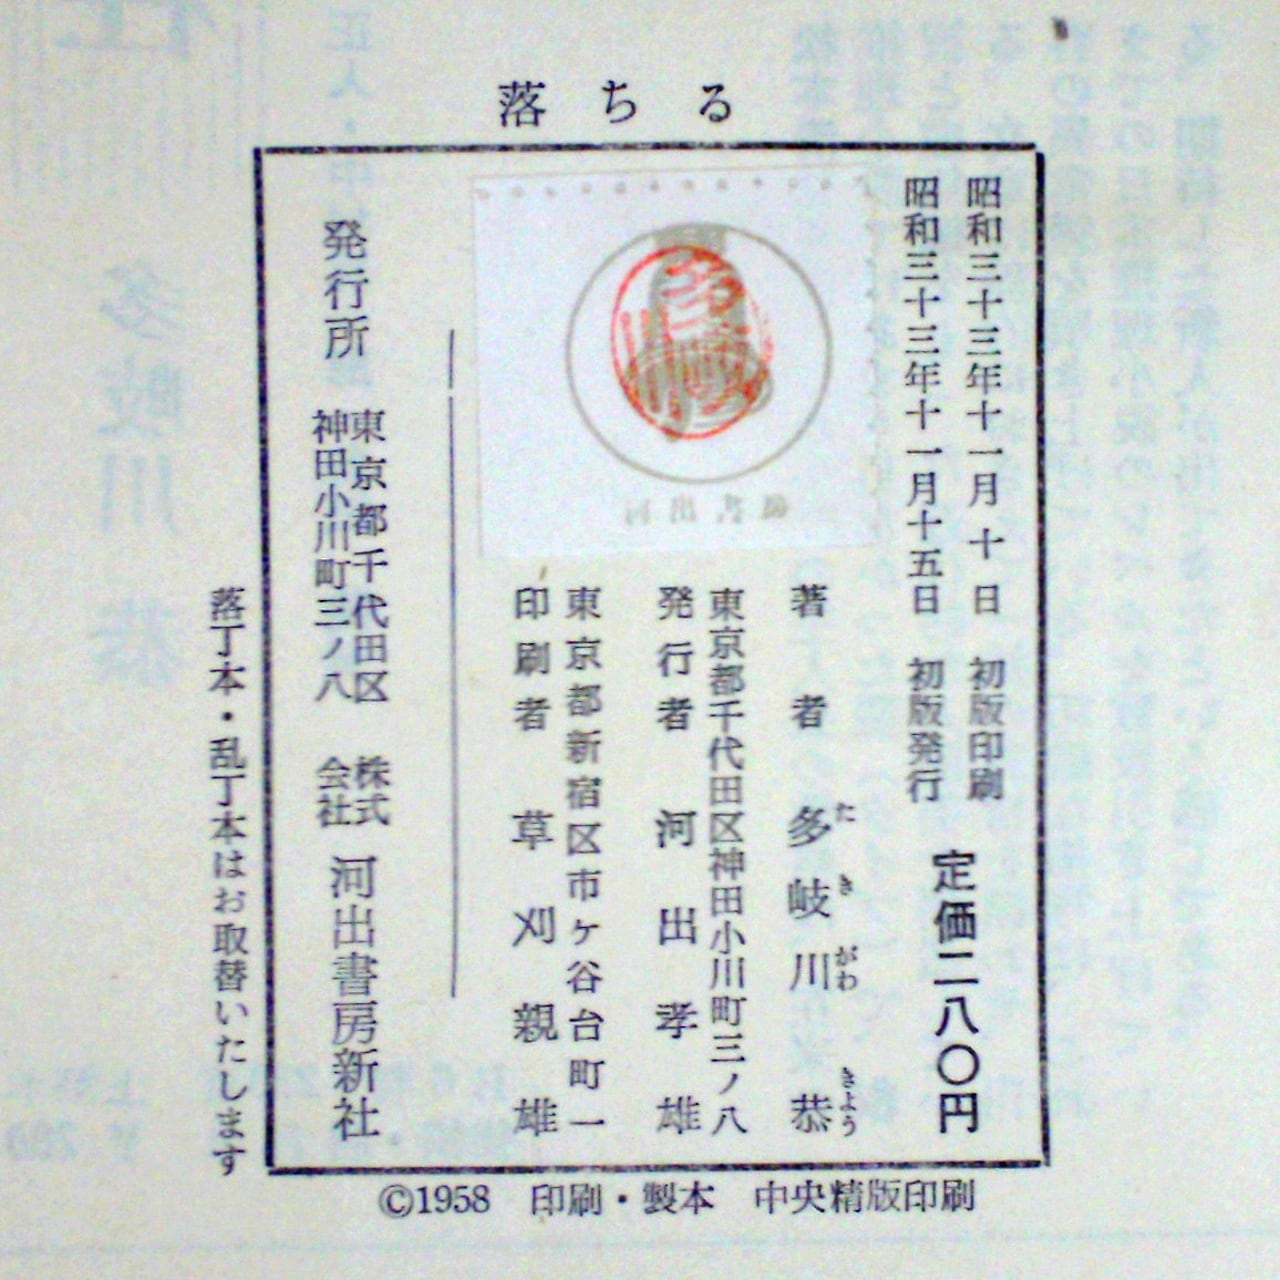 落ちる
昭和三十三年十一月十日　初版印刷
昭和三十三年十一月十五日　初版発行
定価二八〇円
著者　多岐川恭
たきがわ　きょう
東京都千代田区神田小川町三ノ八
発行者　河出孝雄
東京都新宿区市ケ谷台町一
印刷者　草刈親雄
発行所
東京都千代田区
神田小川町三ノ八
株式
会社
河出書房新社
落丁本・乱丁本はお取替いたします
©1958　印刷・製本　中央精版印刷